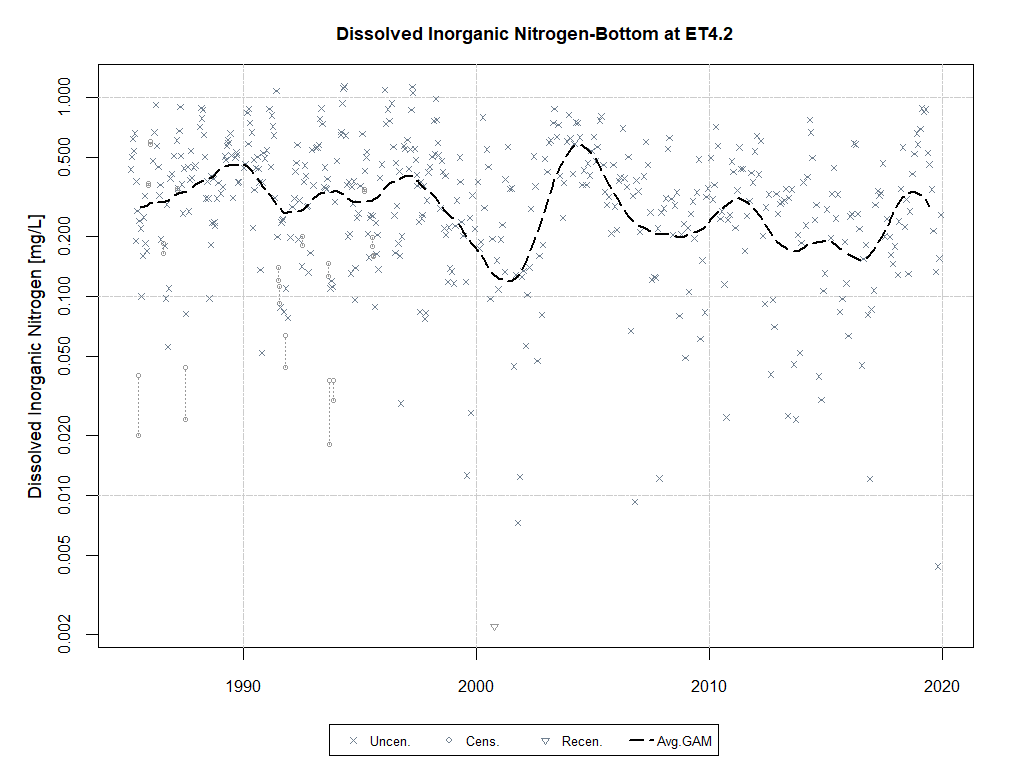 Dissolved Inorganic Nitrogen-Bottom at ET4.2
Dissolved Inorganic Nitrogen [mg/L]
1.000
0.500
0.200
0.100
0.050
0.020
0.010
0.005
0.002
1990 2000 2010 2020
Uncen. Cens. Recen. Avg.GAM